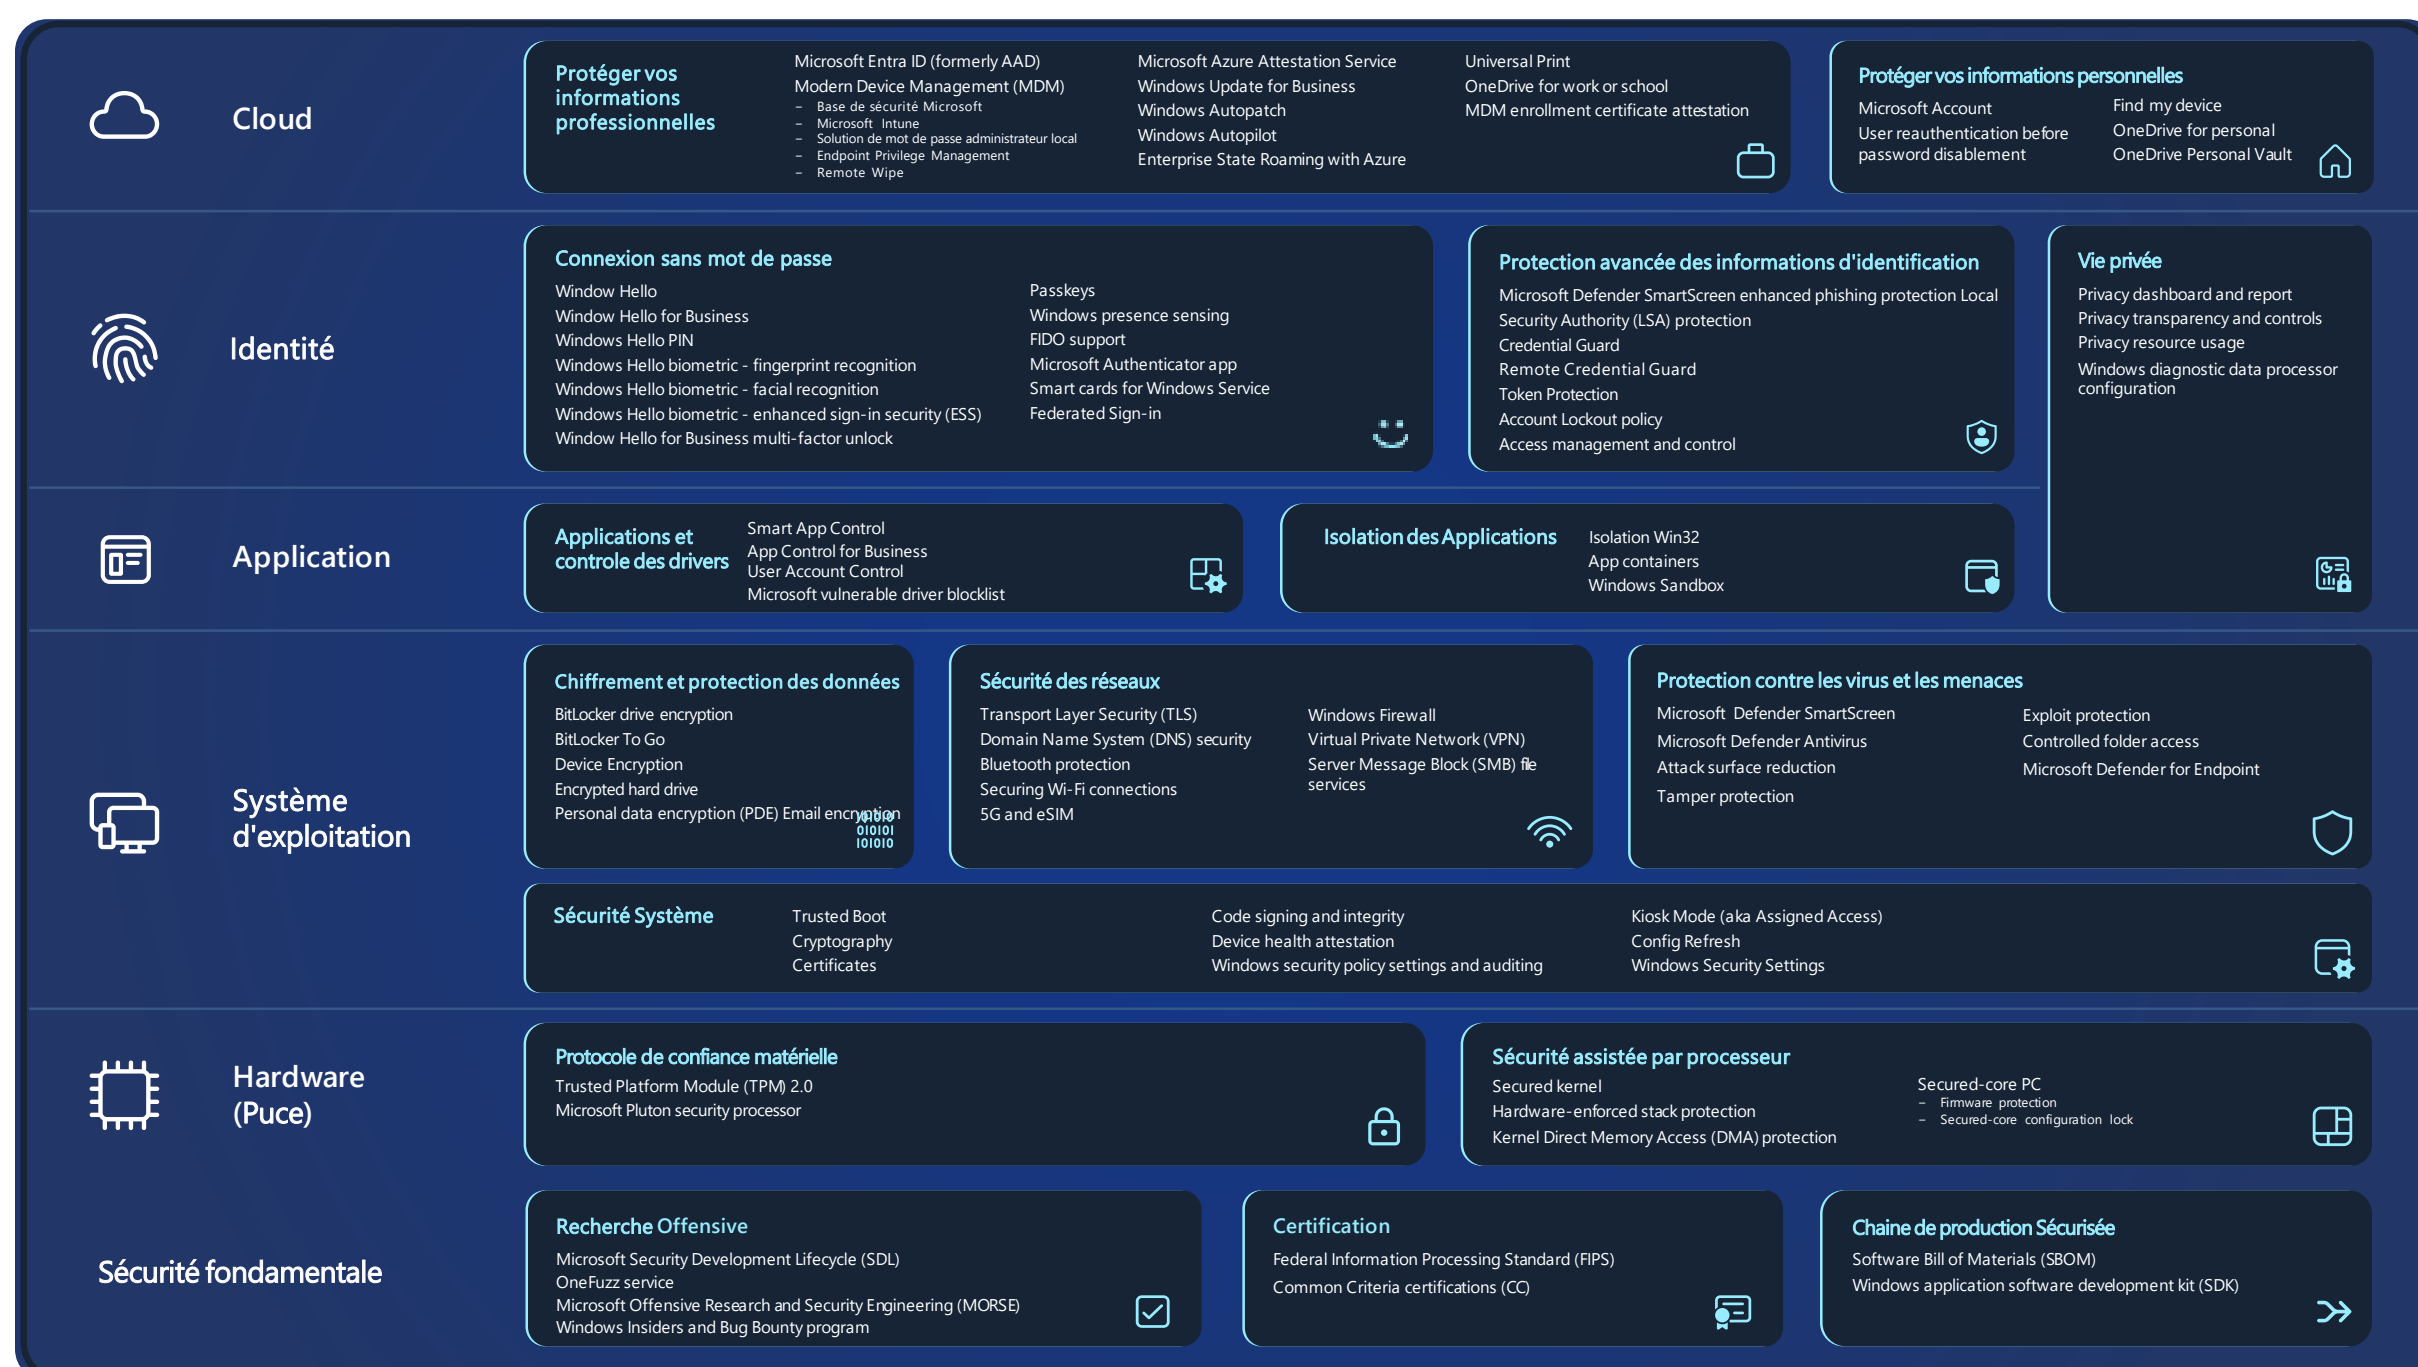 Cloud
Protéger vos
informations
professionnelles
Microsoft Entra ID (formerly AAD)
Modern Device Management (MDM)
– Base de sécurité Microsoft
– Microsoft Intune
– Solution de mot de passe administrateur local
– Endpoint Privilege Management
– Remote Wipe
Microsoft Azure Attestation Service
Windows Update for Business
Windows Autopatch
Windows Autopilot
Enterprise State Roaming with Azure
Universal Print
OneDrive for work or school
MDM enrollment certificate attestation
Protéger vos informations personnelles
Microsoft Account
User reauthentication before
password disablement
Find my device
OneDrive for personal
OneDrive Personal Vault
Identité
Connexion sans mot de passe
Window Hello
Window Hello for Business
Windows Hello PIN
Windows Hello biometric - fingerprint recognition
Windows Hello biometric - facial recognition
Windows Hello biometric - enhanced sign-in security (ESS)
Window Hello for Business multi-factor unlock
Passkeys
Windows presence sensing
FIDO support
Microsoft Authenticator app
Smart cards for Windows Service
Federated Sign-in
Protection avancée des informations d'identification
Microsoft Defender SmartScreen enhanced phishing protection Local
Security Authority (LSA) protection
Credential Guard
Remote Credential Guard
Token Protection
Account Lockout policy
Access management and control
Vie privée
Privacy dashboard and report
Privacy transparency and controls
Privacy resource usage
Windows diagnostic data processor
configuration
Application
Applications et
controle des drivers
Smart App Control
App Control for Business
User Account Control
Microsoft vulnerable driver blocklist
Isolation des Applications
Isolation Win32
App containers
Windows Sandbox
Système
d'exploitation
Chiffrement et protection des données
BitLocker drive encryption
BitLocker To Go
Device Encryption
Encrypted hard drive
Personal data encryption (PDE) Email encryption
101010
010101
101010
Sécurité des réseaux
Transport Layer Security (TLS)
Domain Name System (DNS) security
Bluetooth protection
Securing Wi-Fi connections
5G and eSIM
Windows Firewall
Virtual Private Network (VPN)
Server Message Block (SMB) file
services
Protection contre les virus et les menaces
Microsoft Defender SmartScreen
Microsoft Defender Antivirus
Attack surface reduction
Tamper protection
Exploit protection
Controlled folder access
Microsoft Defender for Endpoint
Sécurité Système
Trusted Boot
Cryptography
Certificates
Code signing and integrity
Device health attestation
Windows security policy settings and auditing
Kiosk Mode (aka Assigned Access)
Config Refresh
Windows Security Settings
Hardware
(Puce)
Protocole de confiance matérielle
Trusted Platform Module (TPM) 2.0
Microsoft Pluton security processor
Sécurité assistée par processeur
Secured kernel
Hardware-enforced stack protection
Kernel Direct Memory Access (DMA) protection
Secured-core PC
– Firmware protection
– Secured-core configuration lock
Sécurité fondamentale
Recherche Offensive
Microsoft Security Development Lifecycle (SDL)
OneFuzz service
Microsoft Offensive Research and Security Engineering (MORSE)
Windows Insiders and Bug Bounty program
Certification
Federal Information Processing Standard (FIPS)
Common Criteria certifications (CC)
Chaine de production Sécurisée
Software Bill of Materials (SBOM)
Windows application software development kit (SDK)